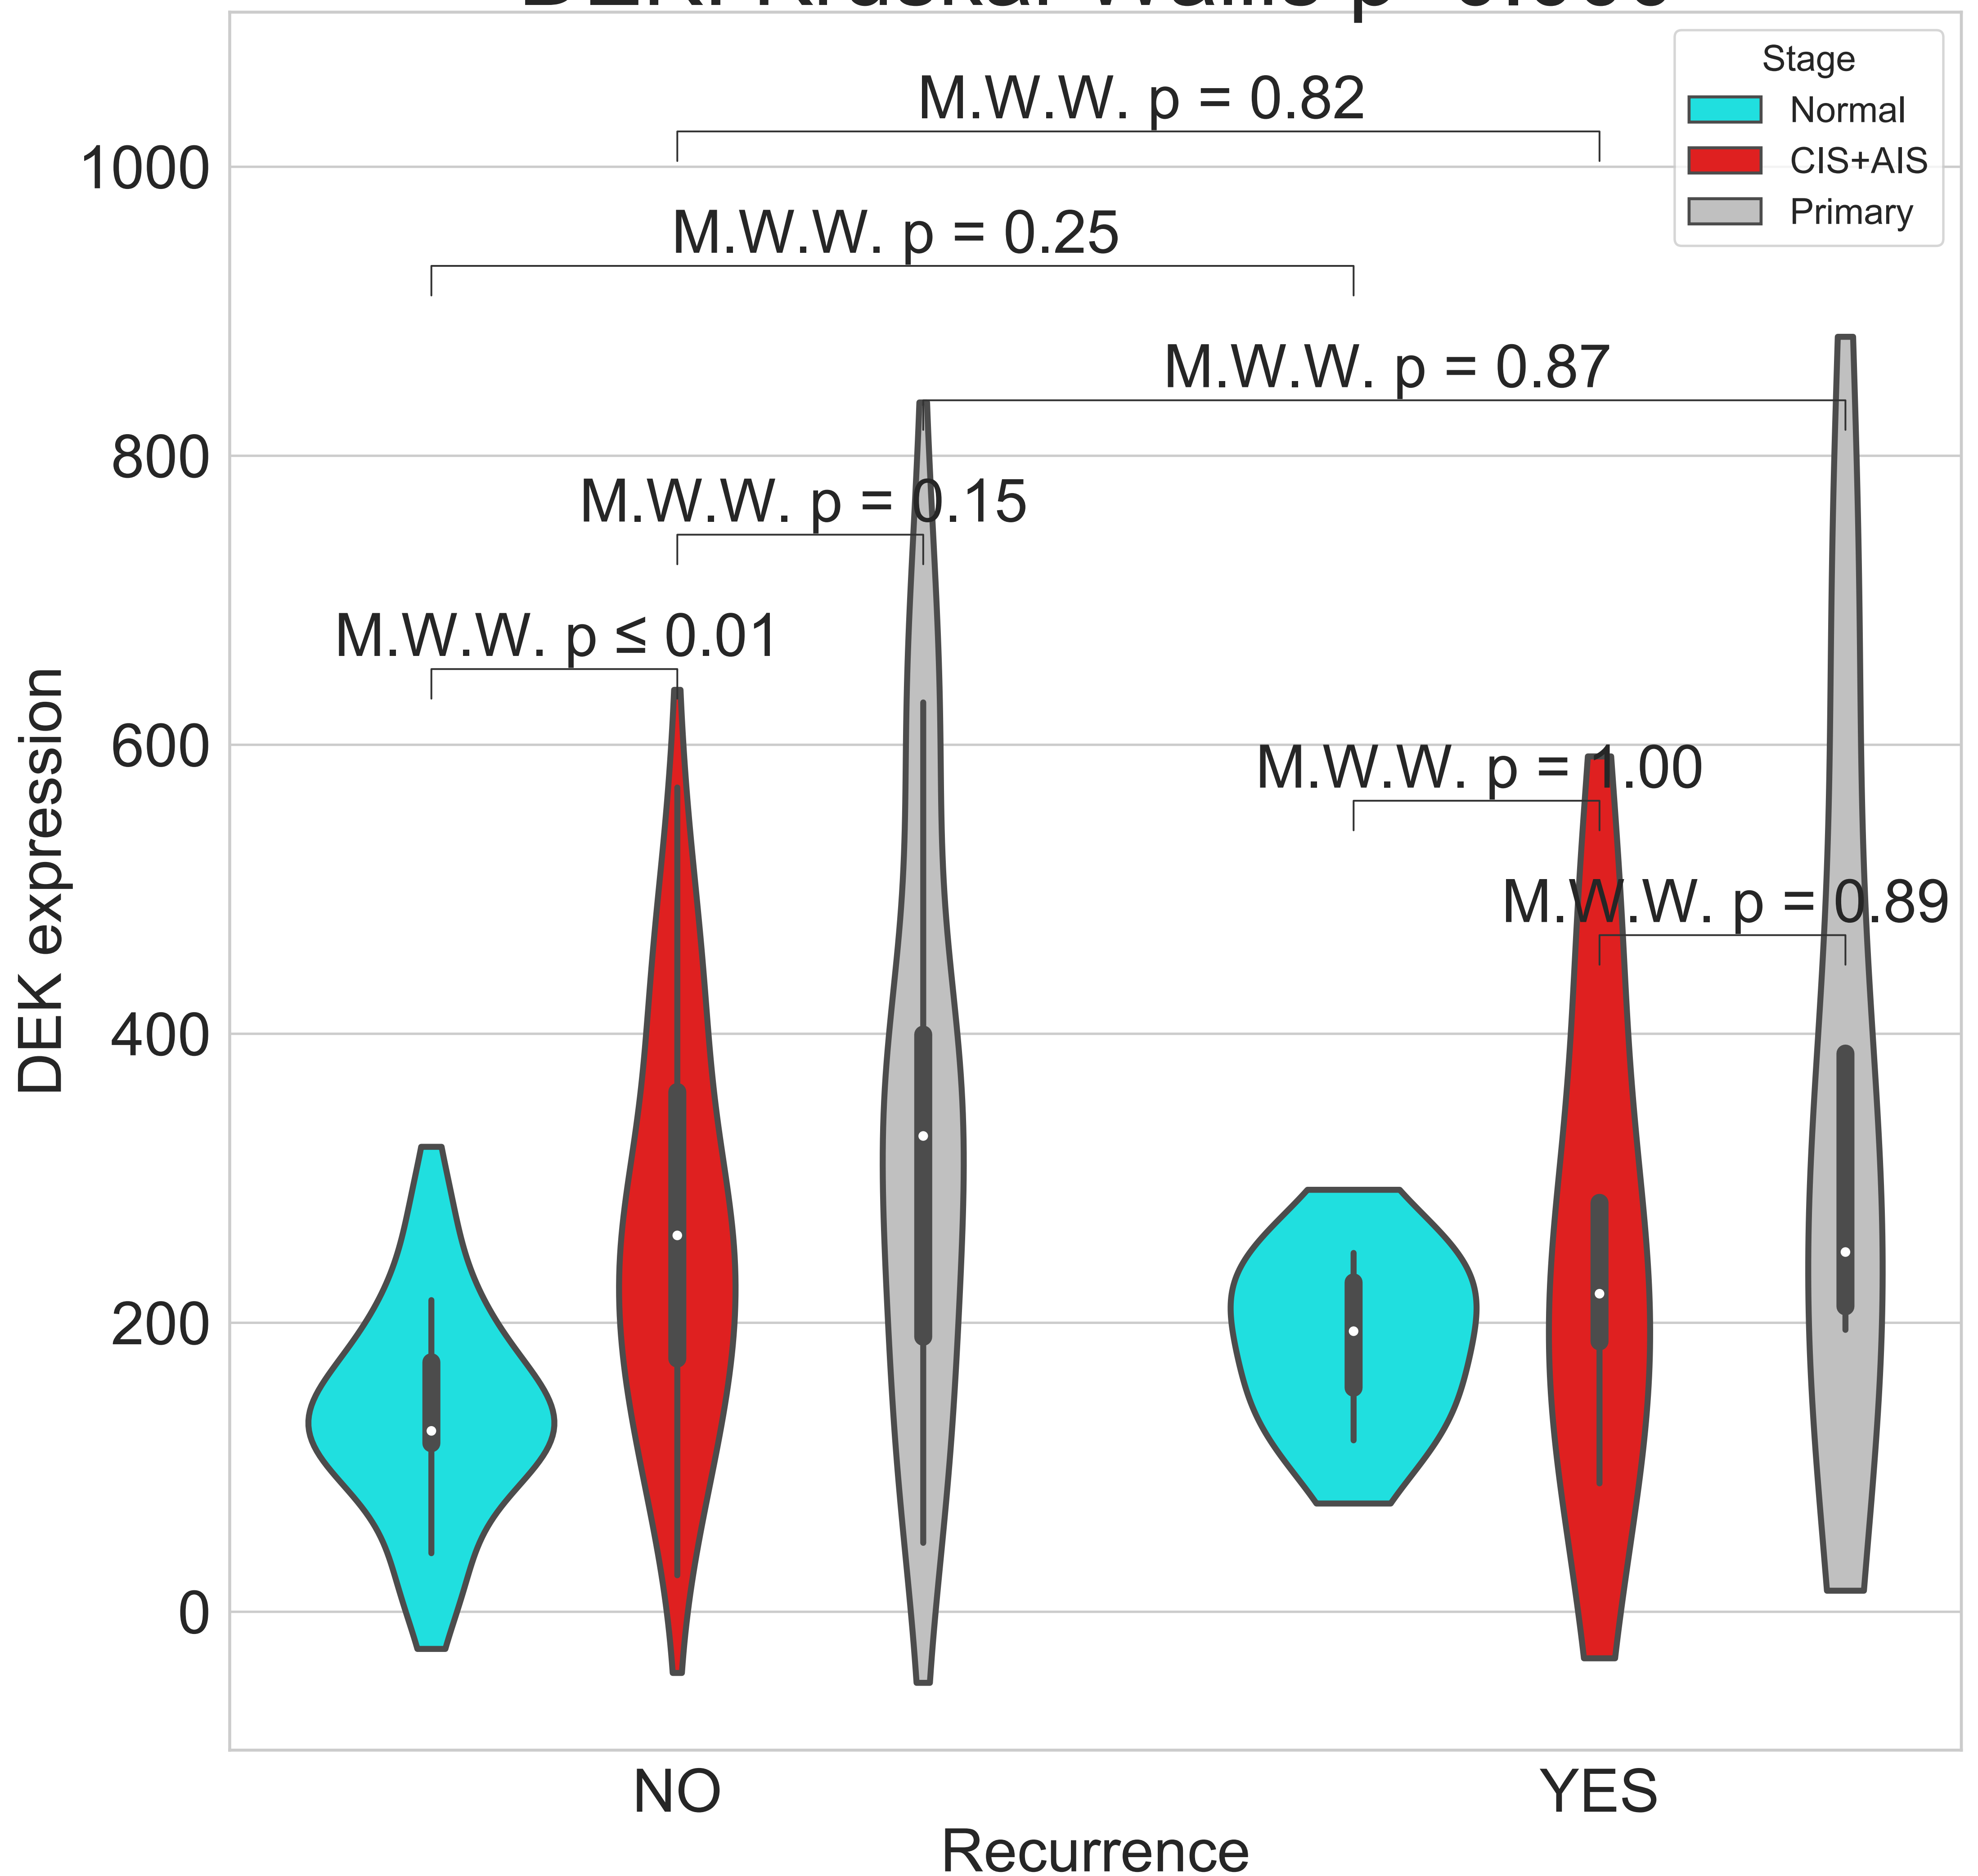 Stage
Normal
CIS+AIS
Primary
M.W.W. p = 0.82
M.W.W. p = 0.25
M.W.W. p = 0.87
M.W.W. p = 0.15
M.W.W. p ≤ 0.01
M.W.W. p = 1.00
M.W.W. p = 0.89
1000
800
600
400
200
0
DEK expression
NO
YES
Recurrence